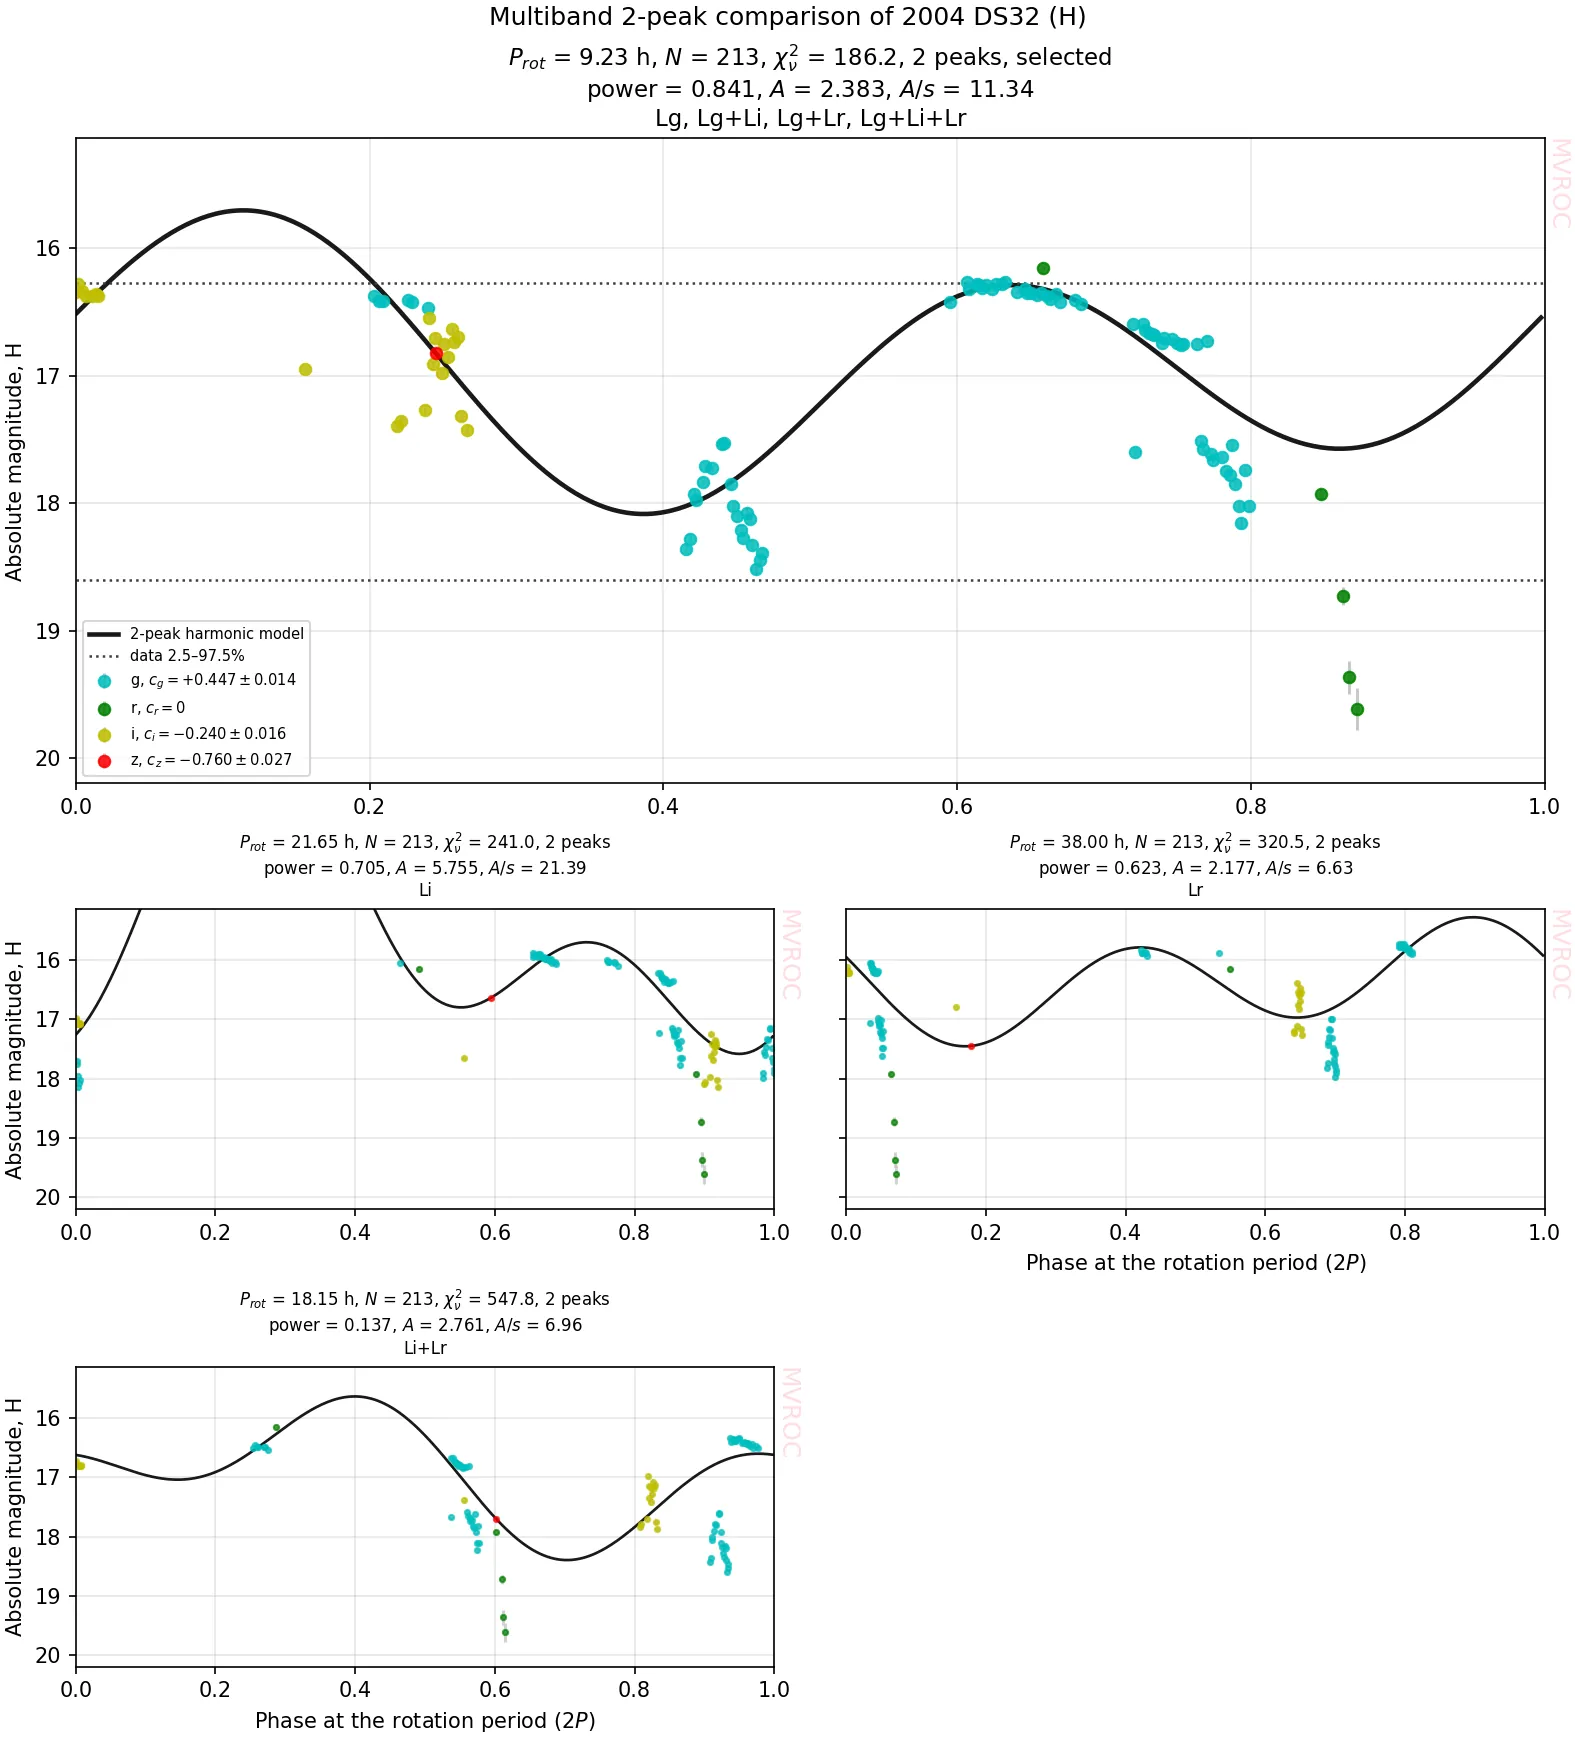 Multiband 2-peak comparison of 2004 DS32 (H)
P_rot = 9.23 h, N = 213, χ²_ν = 186.2, 2 peaks, selected
power = 0.841, A = 2.383, A/s = 11.34
Lg, Lg+Li, Lg+Lr, Lg+Li+Lr
MVROC
Absolute magnitude, H
16
17
18
19
20
2-peak harmonic model
data 2.5–97.5%
g, c_g = +0.447 ± 0.014
r, c_r = 0
i, c_i = −0.240 ± 0.016
z, c_z = −0.760 ± 0.027
0.0 0.2 0.4 0.6 0.8 1.0
P_rot = 21.65 h, N = 213, χ²_ν = 241.0, 2 peaks
power = 0.705, A = 5.755, A/s = 21.39
Li
MVROC
Absolute magnitude, H
16
17
18
19
20
0.0 0.2 0.4 0.6 0.8 1.0
P_rot = 38.00 h, N = 213, χ²_ν = 320.5, 2 peaks
power = 0.623, A = 2.177, A/s = 6.63
Lr
MVROC
0.0 0.2 0.4 0.6 0.8 1.0
Phase at the rotation period (2P)
P_rot = 18.15 h, N = 213, χ²_ν = 547.8, 2 peaks
power = 0.137, A = 2.761, A/s = 6.96
Li+Lr
MVROC
Absolute magnitude, H
16
17
18
19
20
0.0 0.2 0.4 0.6 0.8 1.0
Phase at the rotation period (2P)